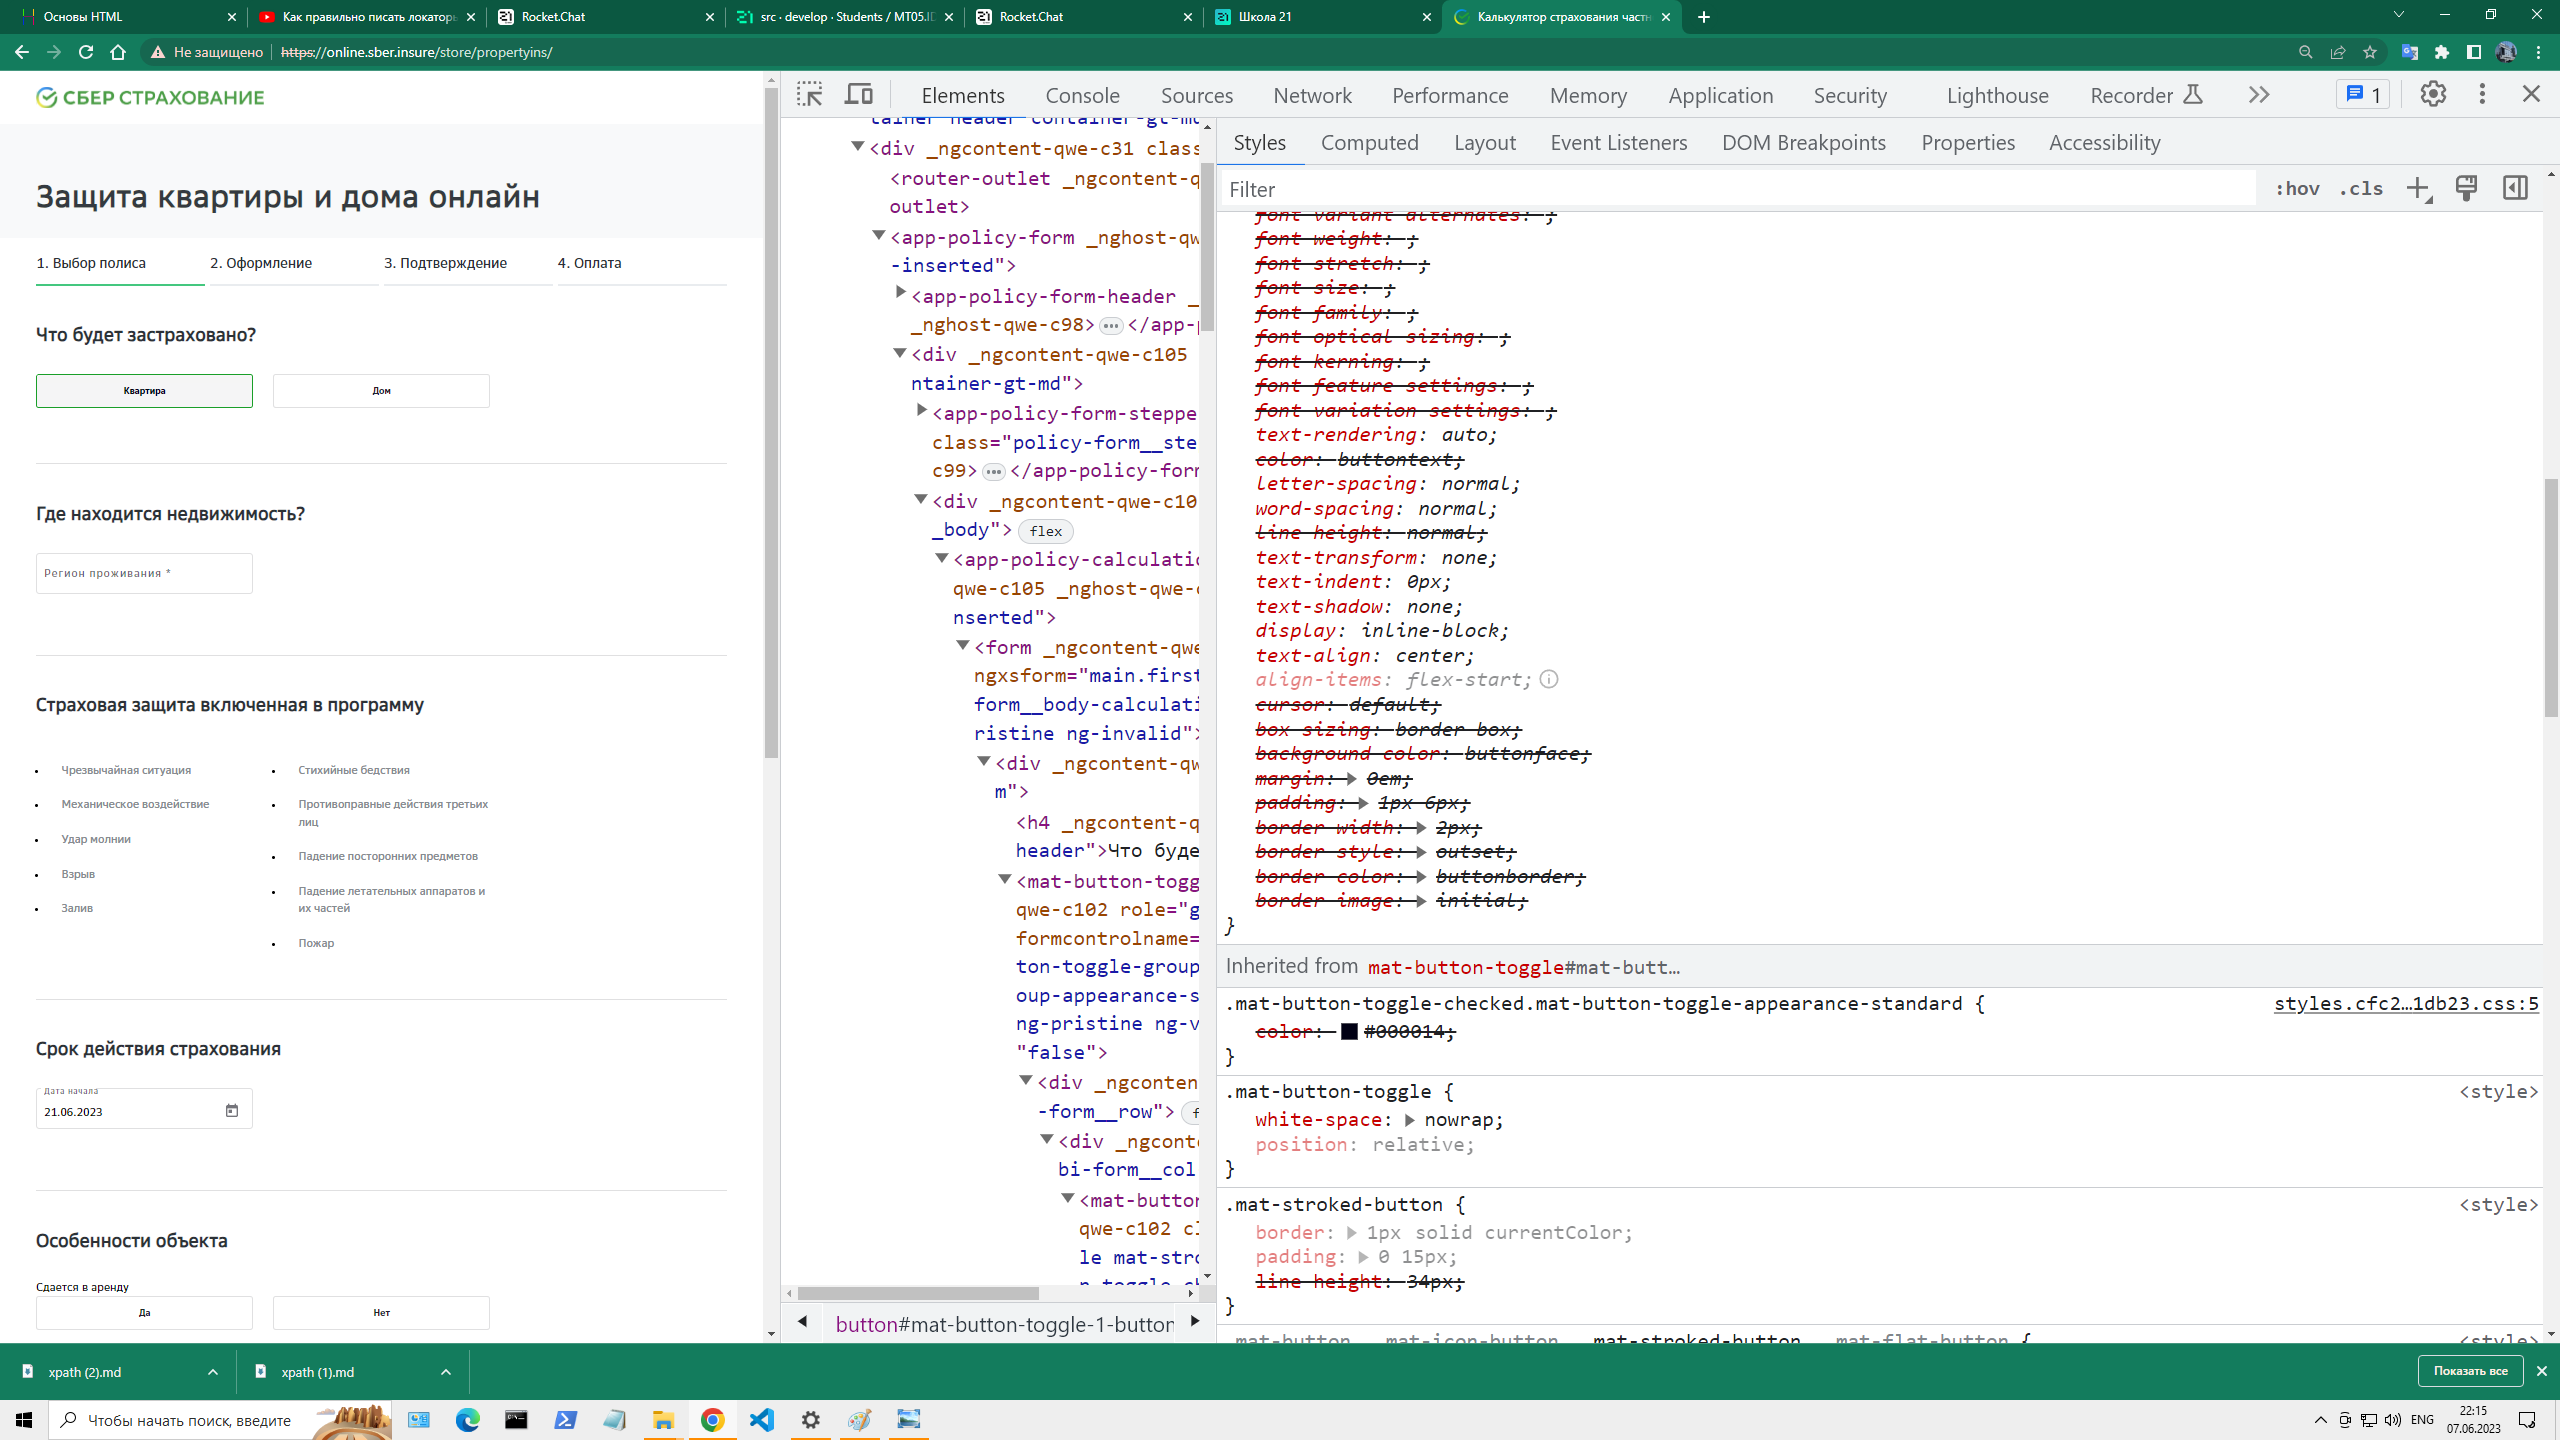 Основы HTML
Как правильно писать локаторы
Rocket.Chat
src · develop · Students / MT05.ID
Rocket.Chat
Школа 21
Калькулятор страхования частн
Не защищено https://online.sber.insure/store/propertyins/
СБЕР СТРАХОВАНИЕ
Защита квартиры и дома онлайн
1. Выбор полиса
2. Оформление
3. Подтверждение
4. Оплата
Что будет застраховано?
Квартира
Дом
Где находится недвижимость?
Регион проживания *
Страховая защита включенная в программу
• Чрезвычайная ситуация
• Механическое воздействие
• Удар молнии
• Взрыв
• Залив
• Стихийные бедствия
• Противоправные действия третьих
лиц
• Падение посторонних предметов
• Падение летательных аппаратов и
их частей
• Пожар
Срок действия страхования
Дата начала
21.06.2023
Особенности объекта
Сдается в аренду
Да
Нет
Elements Console Sources Network Performance Memory Application Security Lighthouse Recorder 1
<div _ngcontent-qwe-c31 class
<router-outlet _ngcontent-q
outlet>
<app-policy-form _nghost-qw
-inserted">
<app-policy-form-header _
_nghost-qwe-c98>…</app-p
<div _ngcontent-qwe-c105
ntainer-gt-md">
<app-policy-form-steppe
class="policy-form__ste
c99>…</app-policy-for
<div _ngcontent-qwe-c10
_body"> flex
<app-policy-calculatio
qwe-c105 _nghost-qwe-c
nserted">
<form _ngcontent-qwe
ngxsform="main.first
form__body-calculati
ristine ng-invalid">
<div _ngcontent-qw
m">
<h4 _ngcontent-q
header">Что буде
<mat-button-togg
qwe-c102 role="g
formcontrolname=
ton-toggle-group
oup-appearance-s
ng-pristine ng-v
"false">
<div _ngconten
-form__row"> f
<div _ngconte
bi-form__col
<mat-button
qwe-c102 cl
le mat-stro
button#mat-button-toggle-1-button
Styles Computed Layout Event Listeners DOM Breakpoints Properties Accessibility
Filter :hov .cls
font-variant-alternates: ;
font-weight: ;
font-stretch: ;
font-size: ;
font-family: ;
font-optical-sizing: ;
font-kerning: ;
font-feature-settings: ;
font-variation-settings: ;
text-rendering: auto;
color: buttontext;
letter-spacing: normal;
word-spacing: normal;
line-height: normal;
text-transform: none;
text-indent: 0px;
text-shadow: none;
display: inline-block;
text-align: center;
align-items: flex-start;
cursor: default;
box-sizing: border-box;
background-color: buttonface;
margin: 0em;
padding: 1px 6px;
border-width: 2px;
border-style: outset;
border-color: buttonborder;
border-image: initial;
}
Inherited from mat-button-toggle#mat-butt…
.mat-button-toggle-checked.mat-button-toggle-appearance-standard { styles.cfc2…1db23.css:5
color: #000014;
}
.mat-button-toggle { <style>
white-space: nowrap;
position: relative;
}
.mat-stroked-button { <style>
border: 1px solid currentColor;
padding: 0 15px;
line-height: 34px;
}
.mat-button, .mat-icon-button, .mat-stroked-button, .mat-flat-button { <style>
xpath (2).md
xpath (1).md
Показать все
Чтобы начать поиск, введите
ENG
22:15
07.06.2023